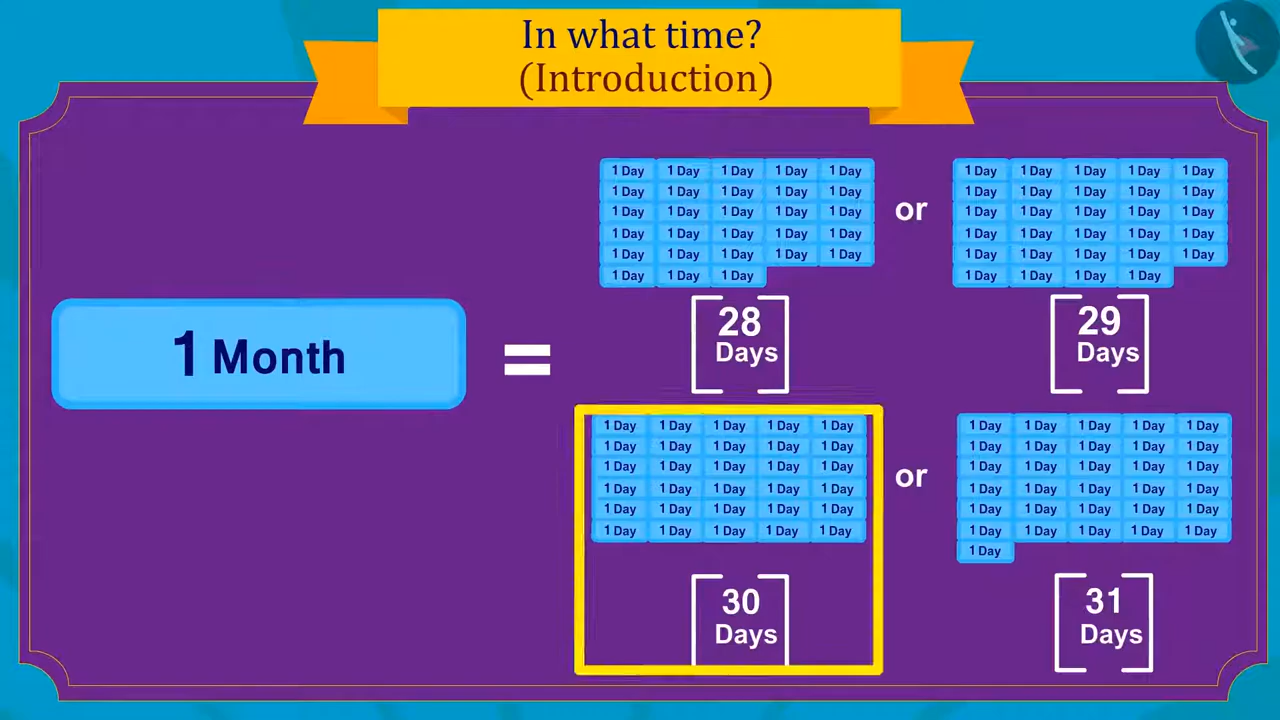 In what time?
(Introduction)
1 Day 1 Day 1 Day 1 Day 1 Day
1 Day 1 Day 1 Day 1 Day 1 Day
1 Day 1 Day 1 Day 1 Day 1 Day
1 Day 1 Day 1 Day 1 Day 1 Day
1 Day 1 Day 1 Day 1 Day 1 Day
1 Day 1 Day 1 Day
28
Days
or
1 Day 1 Day 1 Day 1 Day 1 Day
1 Day 1 Day 1 Day 1 Day 1 Day
1 Day 1 Day 1 Day 1 Day 1 Day
1 Day 1 Day 1 Day 1 Day 1 Day
1 Day 1 Day 1 Day 1 Day 1 Day
1 Day 1 Day 1 Day 1 Day
29
Days
1 Month =
1 Day 1 Day 1 Day 1 Day 1 Day
1 Day 1 Day 1 Day 1 Day 1 Day
1 Day 1 Day 1 Day 1 Day 1 Day
1 Day 1 Day 1 Day 1 Day 1 Day
1 Day 1 Day 1 Day 1 Day 1 Day
1 Day 1 Day 1 Day 1 Day 1 Day
30
Days
or
1 Day 1 Day 1 Day 1 Day 1 Day
1 Day 1 Day 1 Day 1 Day 1 Day
1 Day 1 Day 1 Day 1 Day 1 Day
1 Day 1 Day 1 Day 1 Day 1 Day
1 Day 1 Day 1 Day 1 Day 1 Day
1 Day 1 Day 1 Day 1 Day 1 Day
1 Day
31
Days